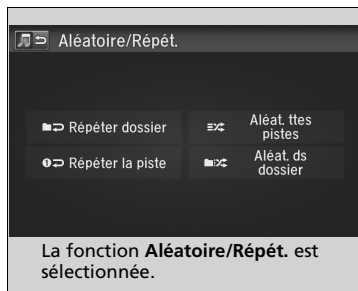 Aléatoire/Répét.
Répéter dossier
Aléat. ttes
pistes
Répéter la piste
Aléat. ds
dossier
La fonction Aléatoire/Répét. est
sélectionnée.